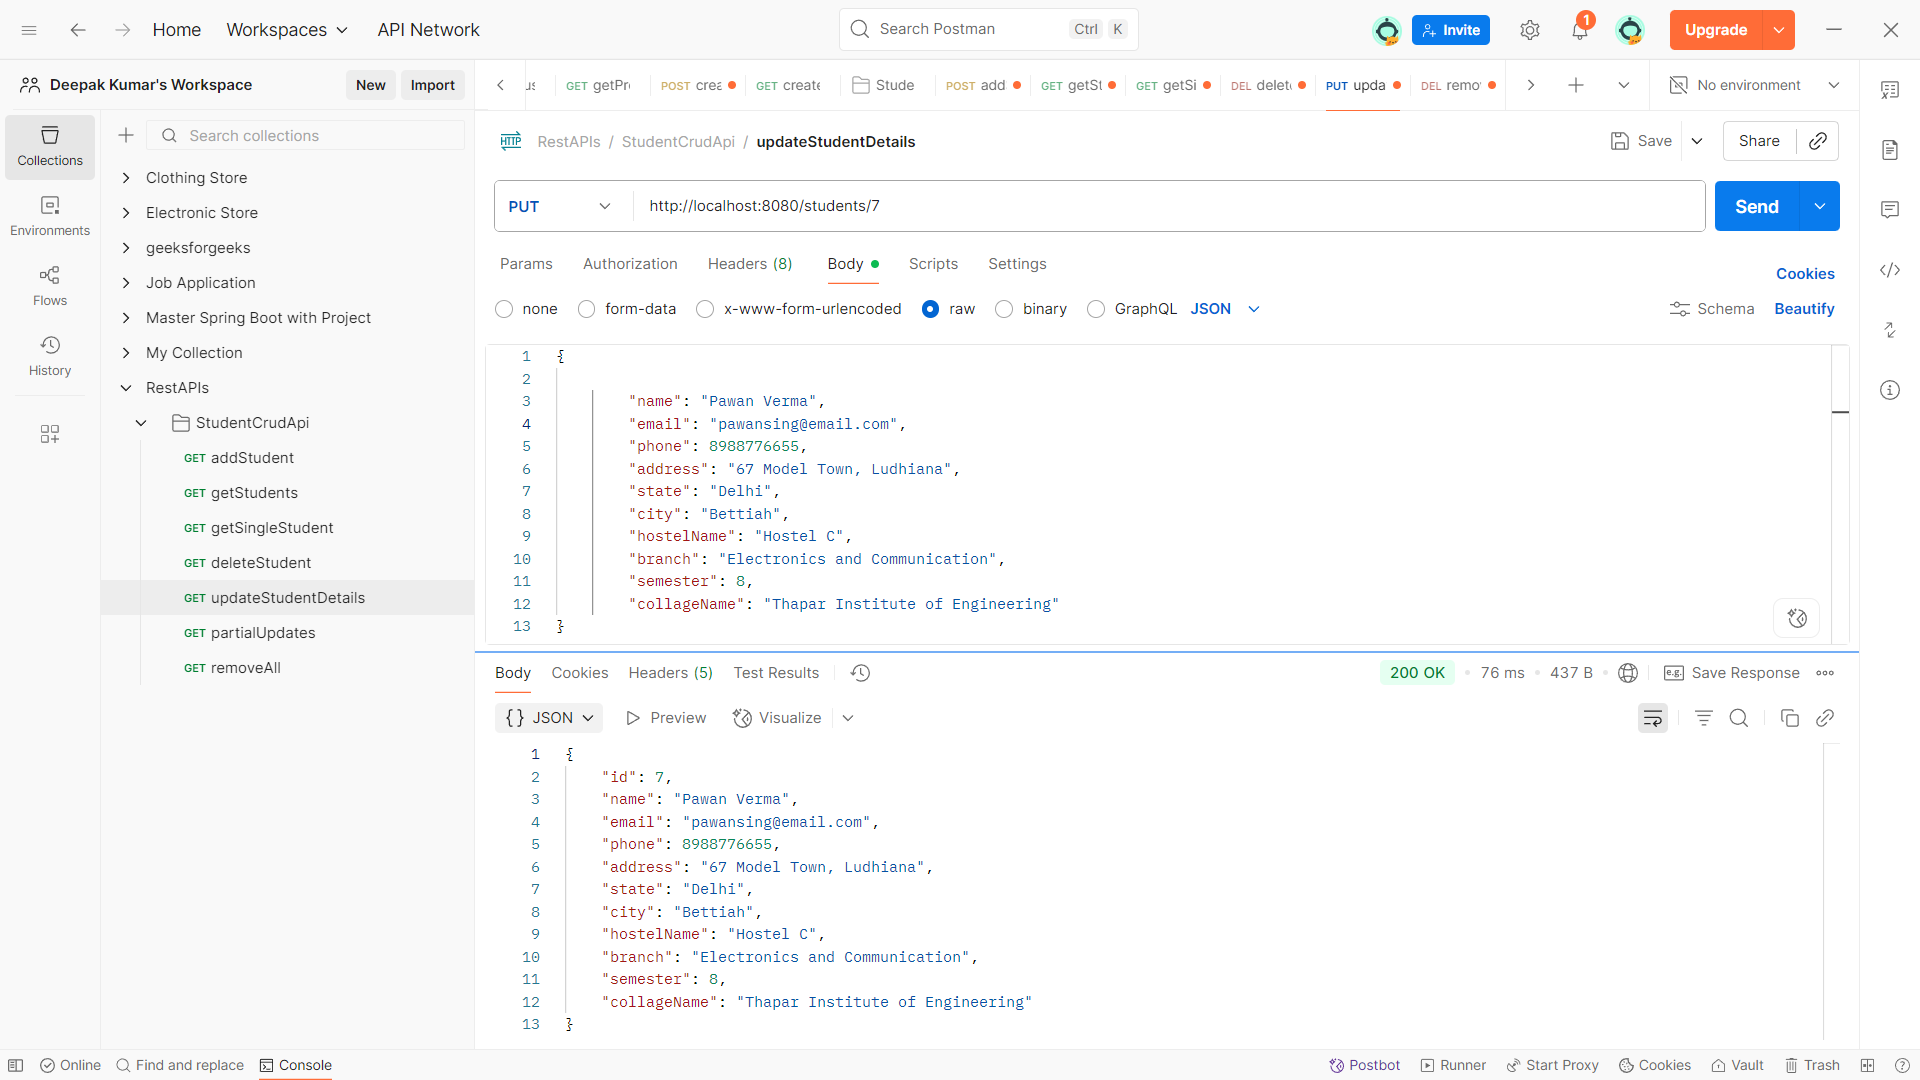 Home Workspaces API Network Search Postman Ctrl K Invite 1 Upgrade
Deepak Kumar's Workspace New Import
us GET getPr POST crea GET create Stude POST add GET getSt GET getSi DEL delet PUT upda DEL remo No environment
Search collections
Collections
Environments
Flows
History
Clothing Store
Electronic Store
geeksforgeeks
Job Application
Master Spring Boot with Project
My Collection
RestAPIs
StudentCrudApi
GET addStudent
GET getStudents
GET getSingleStudent
GET deleteStudent
GET updateStudentDetails
GET partialUpdates
GET removeAll
HTTP RestAPIs / StudentCrudApi / updateStudentDetails Save Share
PUT http://localhost:8080/students/7 Send
Params Authorization Headers (8) Body Scripts Settings Cookies
none form-data x-www-form-urlencoded raw binary GraphQL JSON Schema Beautify
1 {
2
3 "name": "Pawan Verma",
4 "email": "pawansing@email.com",
5 "phone": 8988776655,
6 "address": "67 Model Town, Ludhiana",
7 "state": "Delhi",
8 "city": "Bettiah",
9 "hostelName": "Hostel C",
10 "branch": "Electronics and Communication",
11 "semester": 8,
12 "collageName": "Thapar Institute of Engineering"
13 }
Body Cookies Headers (5) Test Results 200 OK • 76 ms • 437 B • e.g. Save Response
{} JSON Preview Visualize
1 {
2 "id": 7,
3 "name": "Pawan Verma",
4 "email": "pawansing@email.com",
5 "phone": 8988776655,
6 "address": "67 Model Town, Ludhiana",
7 "state": "Delhi",
8 "city": "Bettiah",
9 "hostelName": "Hostel C",
10 "branch": "Electronics and Communication",
11 "semester": 8,
12 "collageName": "Thapar Institute of Engineering"
13 }
Online Find and replace Console Postbot Runner Start Proxy Cookies Vault Trash